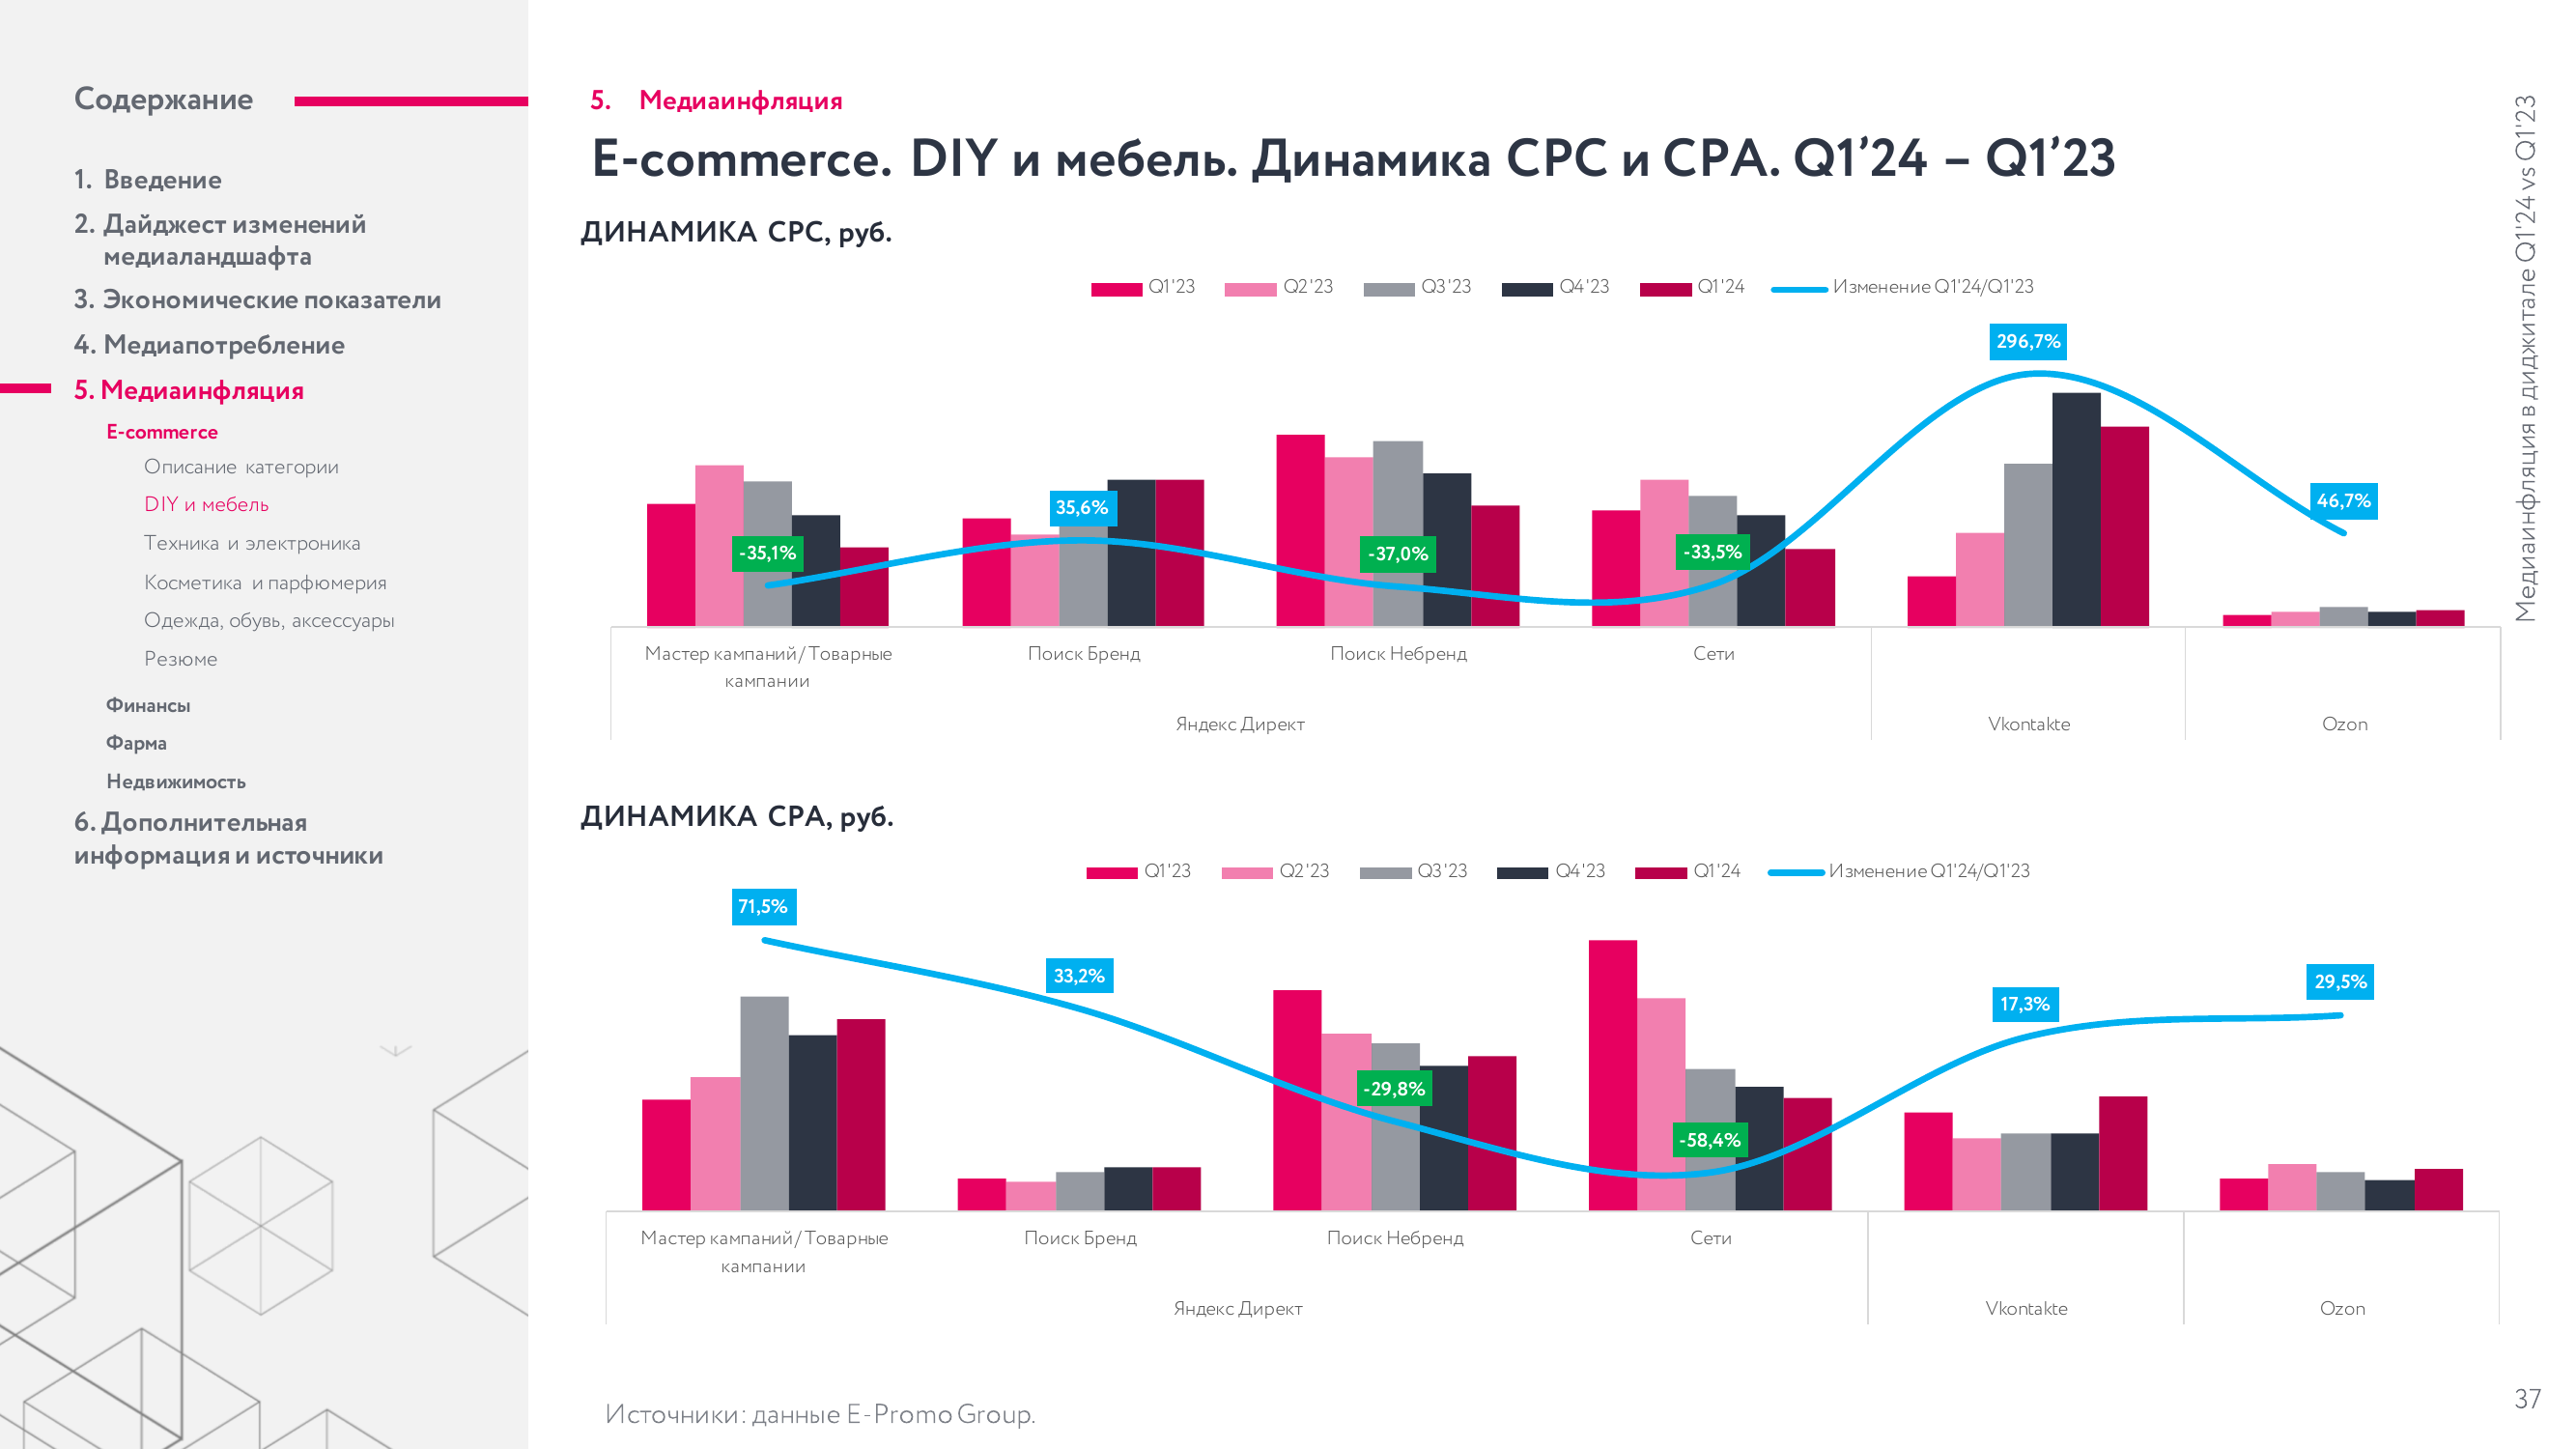 Содержание
1. Введение
2. Дайджест изменений
медиаландшафта
3. Экономические показатели
4. Медиапотребление
5. Медиаинфляция
E-commerce
Описание категории
DIY и мебель
Техника и электроника
Косметика и парфюмерия
Одежда, обувь, аксессуары
Резюме
Финансы
Фарма
Недвижимость
6. Дополнительная
информация и источники
5. Медиаинфляция
E-commerce. DIY и мебель. Динамика CPC и CPA. Q1’24 – Q1’23
ДИНАМИКА CPC, руб.
Q1'23 Q2'23 Q3'23 Q4'23 Q1'24 Изменение Q1'24/Q1'23
-35,1% 35,6% -37,0% -33,5% 296,7% 46,7%
Мастер кампаний/Товарные
кампании
Поиск Бренд
Поиск Небренд
Сети
Яндекс Директ
Vkontakte
Ozon
ДИНАМИКА CPA, руб.
Q1'23 Q2'23 Q3'23 Q4'23 Q1'24 Изменение Q1'24/Q1'23
71,5% 33,2% -29,8% -58,4% 17,3% 29,5%
Мастер кампаний/Товарные
кампании
Поиск Бренд
Поиск Небренд
Сети
Яндекс Директ
Vkontakte
Ozon
Источники: данные E-Promo Group.
Медиаинфляция в диджитале Q1'24 vs Q1'23
37